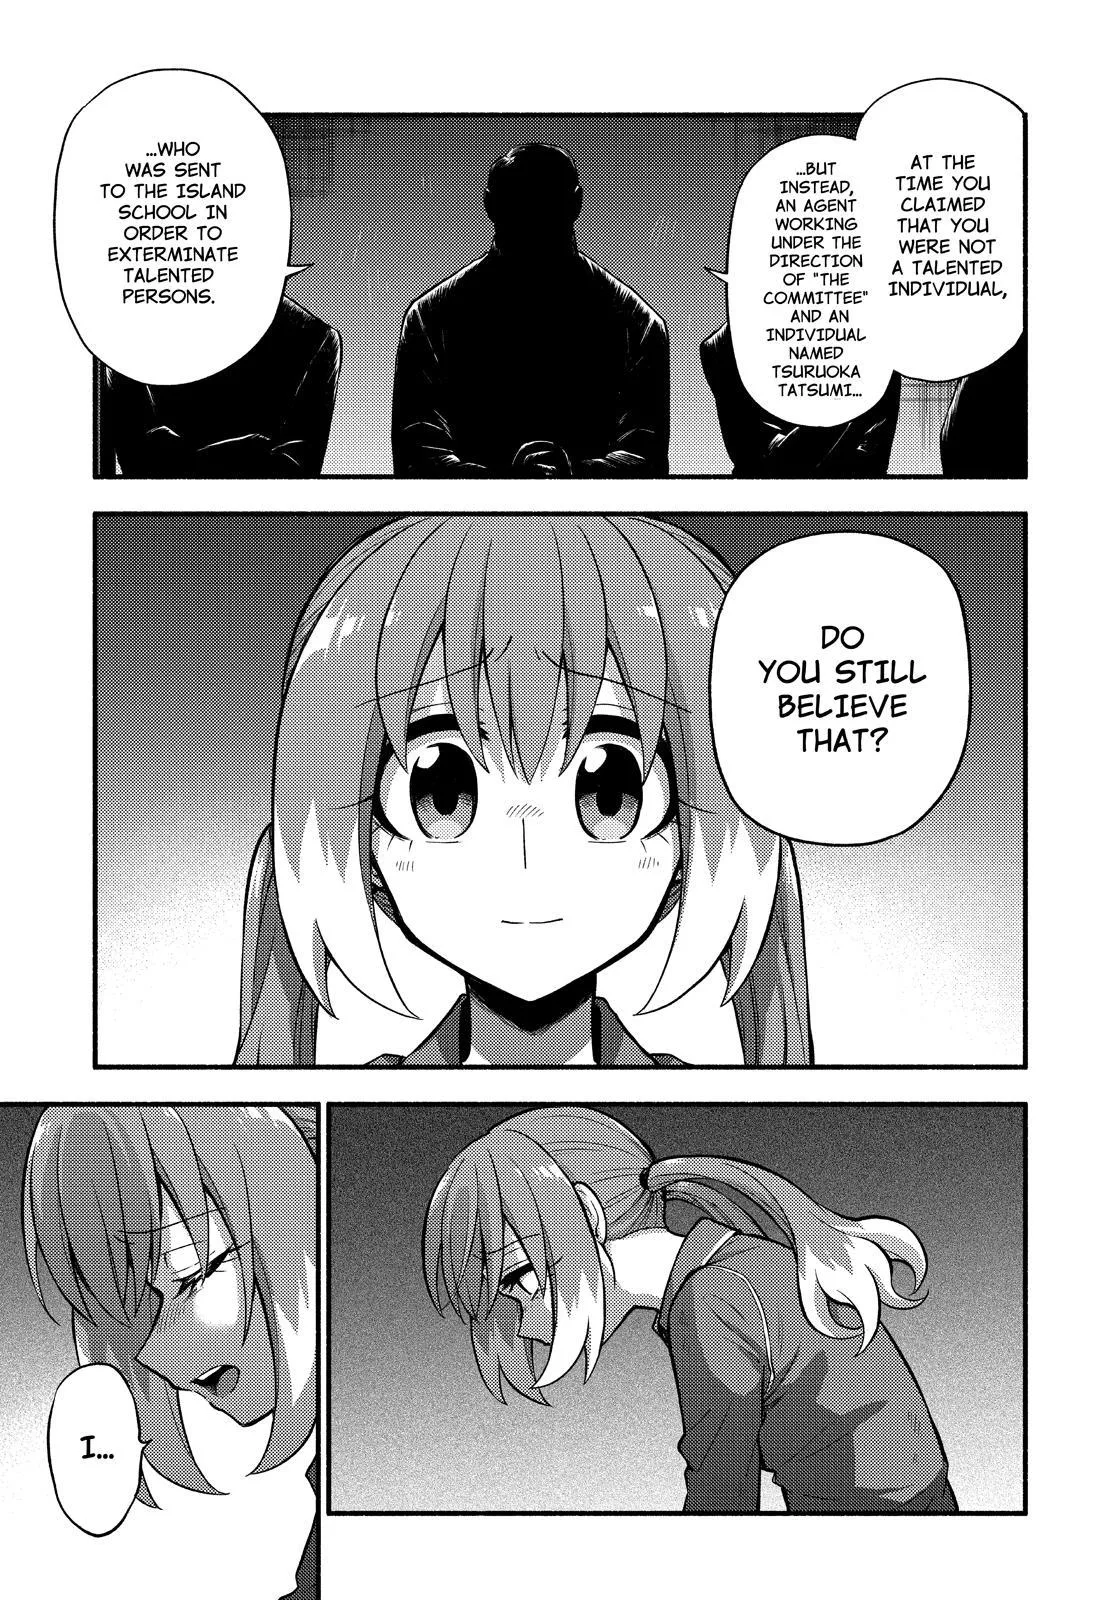 AT THE
TIME YOU
CLAIMED
THAT YOU
WERE NOT
A TALENTED
INDIVIDUAL,
...BUT
INSTEAD,
AN AGENT
WORKING
UNDER THE
DIRECTION
OF "THE
COMMITTEE"
AND AN
INDIVIDUAL
NAMED
TSURUOKA
TATSUMI...
...WHO
WAS SENT
TO THE ISLAND
SCHOOL IN
ORDER TO
EXTERMINATE
TALENTED
PERSONS.
DO
YOU STILL
BELIEVE
THAT?
I...